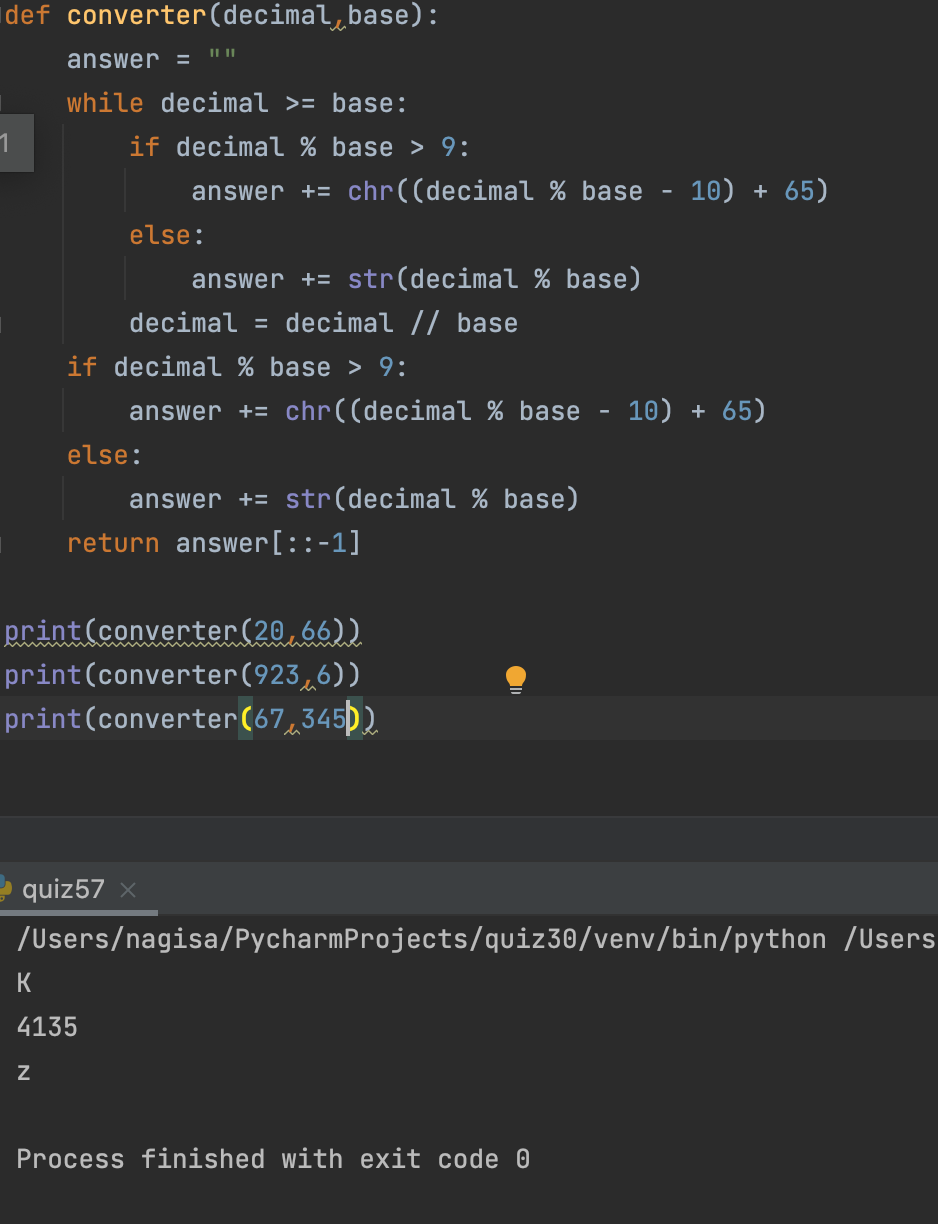 def converter(decimal,base):
    answer = ""
    while decimal >= base:
1
        if decimal % base > 9:
            answer += chr((decimal % base - 10) + 65)
        else:
            answer += str(decimal % base)
        decimal = decimal // base
    if decimal % base > 9:
        answer += chr((decimal % base - 10) + 65)
    else:
        answer += str(decimal % base)
    return answer[::-1]
print(converter(20,66))
print(converter(923,6))
print(converter(67,345))
quiz57
/Users/nagisa/PycharmProjects/quiz30/venv/bin/python /Users
K
4135
z
Process finished with exit code 0